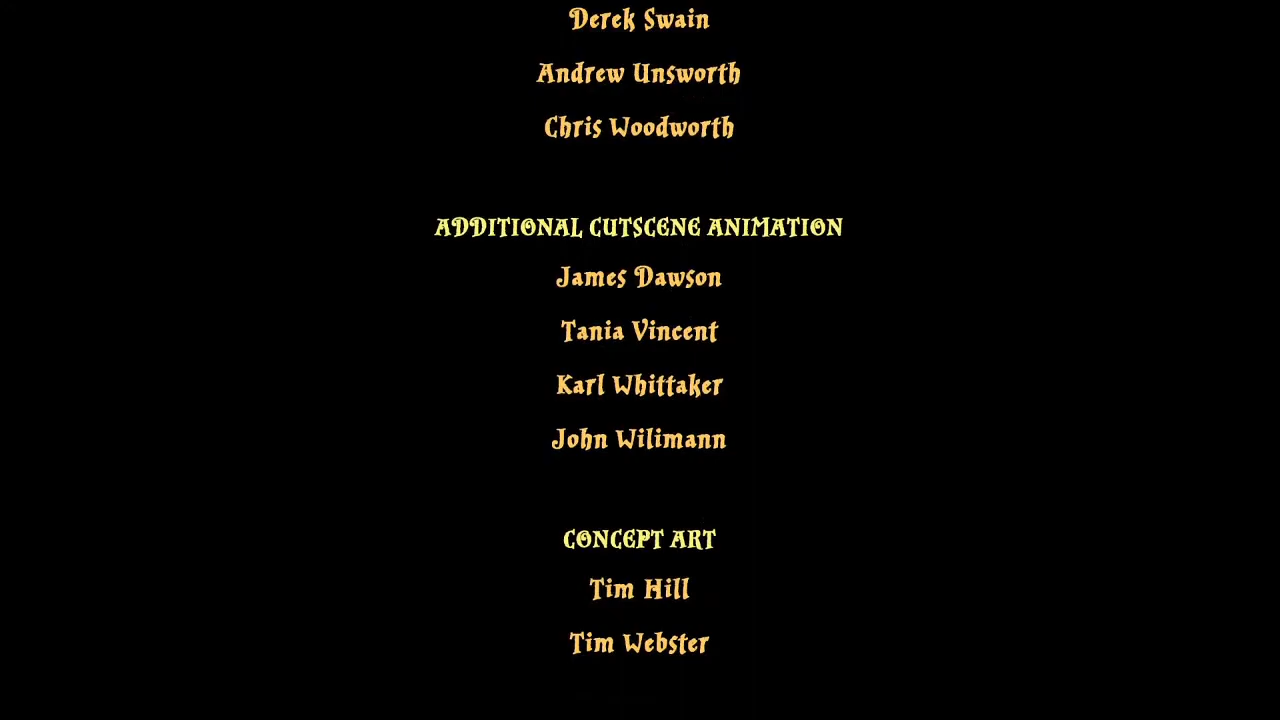 Derek Swain
Andrew Unsworth
Chris Woodworth
ADDITIONAL CUTSCENE ANIMATION
James Dawson
Tania Vincent
Karl Whittaker
John Wilimann
CONCEPT ART
Tim Hill
Tim Webster